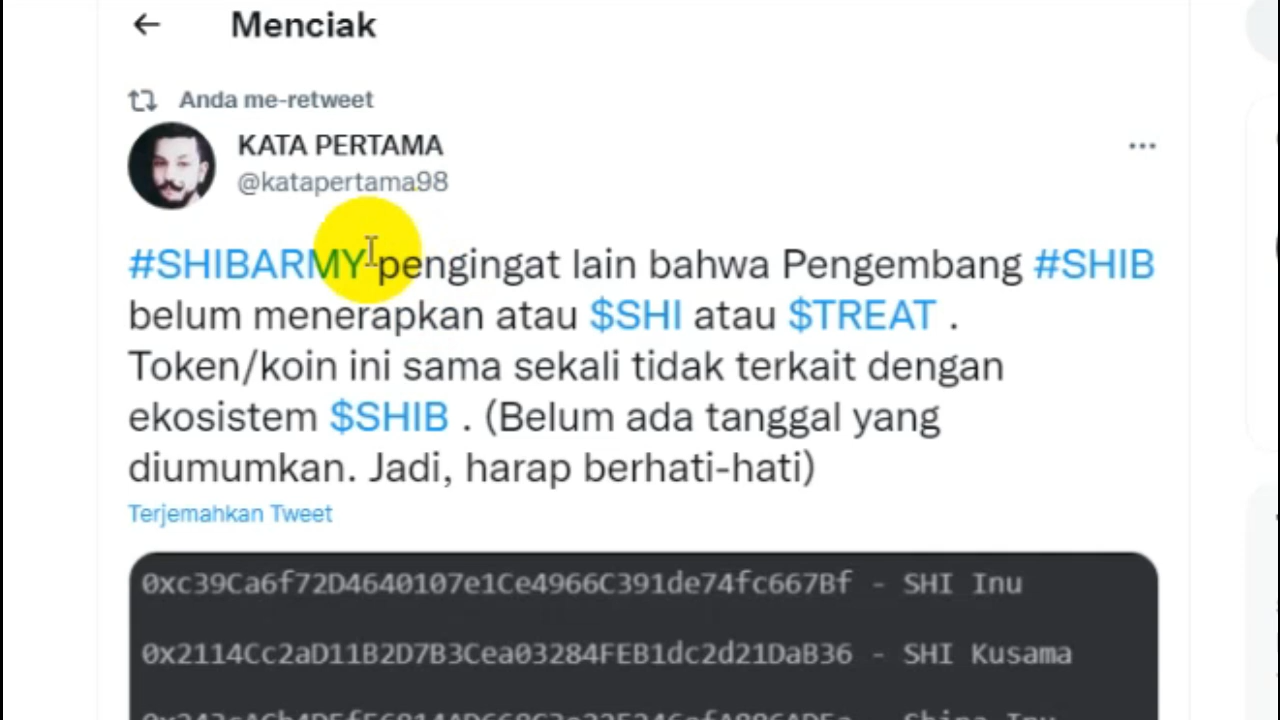 Menciak
Anda me-retweet
KATA PERTAMA
@katapertama98
#SHIBARMY pengingat lain bahwa Pengembang #SHIB
belum menerapkan atau $SHI atau $TREAT .
Token/koin ini sama sekali tidak terkait dengan
ekosistem $SHIB . (Belum ada tanggal yang
diumumkan. Jadi, harap berhati-hati)
Terjemahkan Tweet
0xc39Ca6f72D4640107e1Ce4966C391de74fc667Bf - SHI Inu
0x2114Cc2aD11B2D7B3Cea03284FEB1dc2d21DaB36 - SHI Kusama